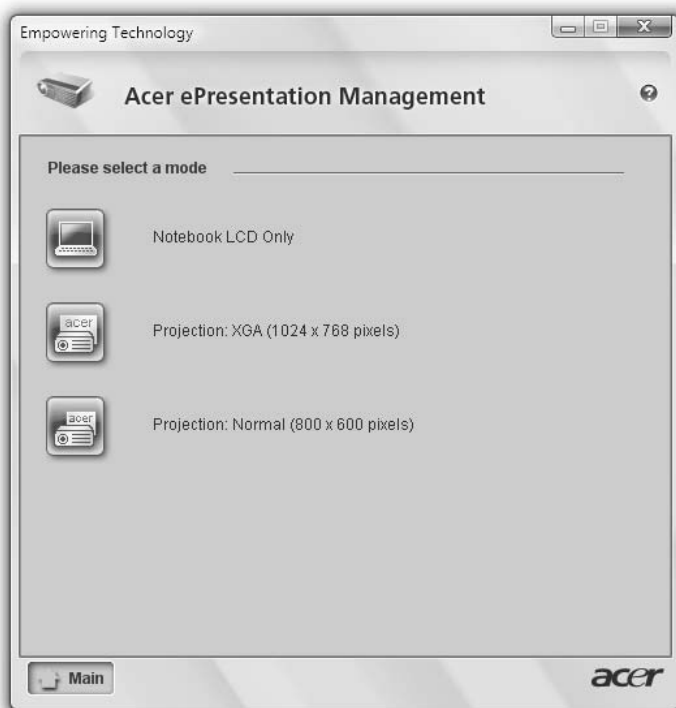 Empowering Technology
Acer ePresentation Management
Please select a mode
Notebook LCD Only
acer
Projection: XGA (1024 x 768 pixels)
acer
Projection: Normal (800 x 600 pixels)
Main
acer